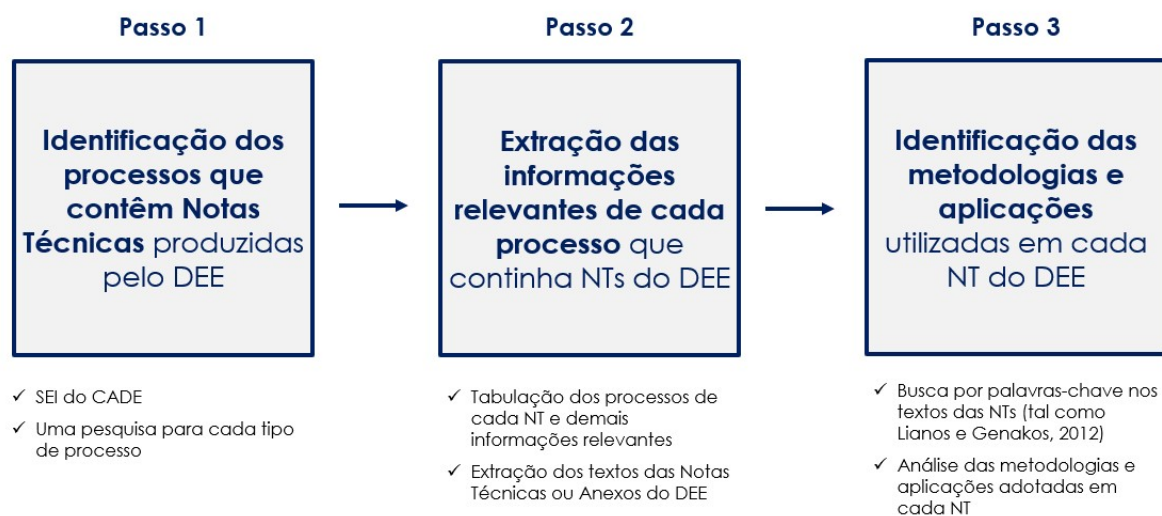 Passo 1
Identificação dos
processos que
contêm Notas
Técnicas produzidas
pelo DEE
✓ SEI do CADE
✓ Uma pesquisa para cada tipo
de processo
Passo 2
Extração das
informações
relevantes de cada
processo que
continha NTs do DEE
✓ Tabulação dos processos de
cada NT e demais
informações relevantes
✓ Extração dos textos das Notas
Técnicas ou Anexos do DEE
Passo 3
Identificação das
metodologias e
aplicações
utilizadas em cada
NT do DEE
✓ Busca por palavras-chave nos
textos das NTs (tal como
Lianos e Genakos, 2012)
✓ Análise das metodologias e
aplicações adotadas em
cada NT